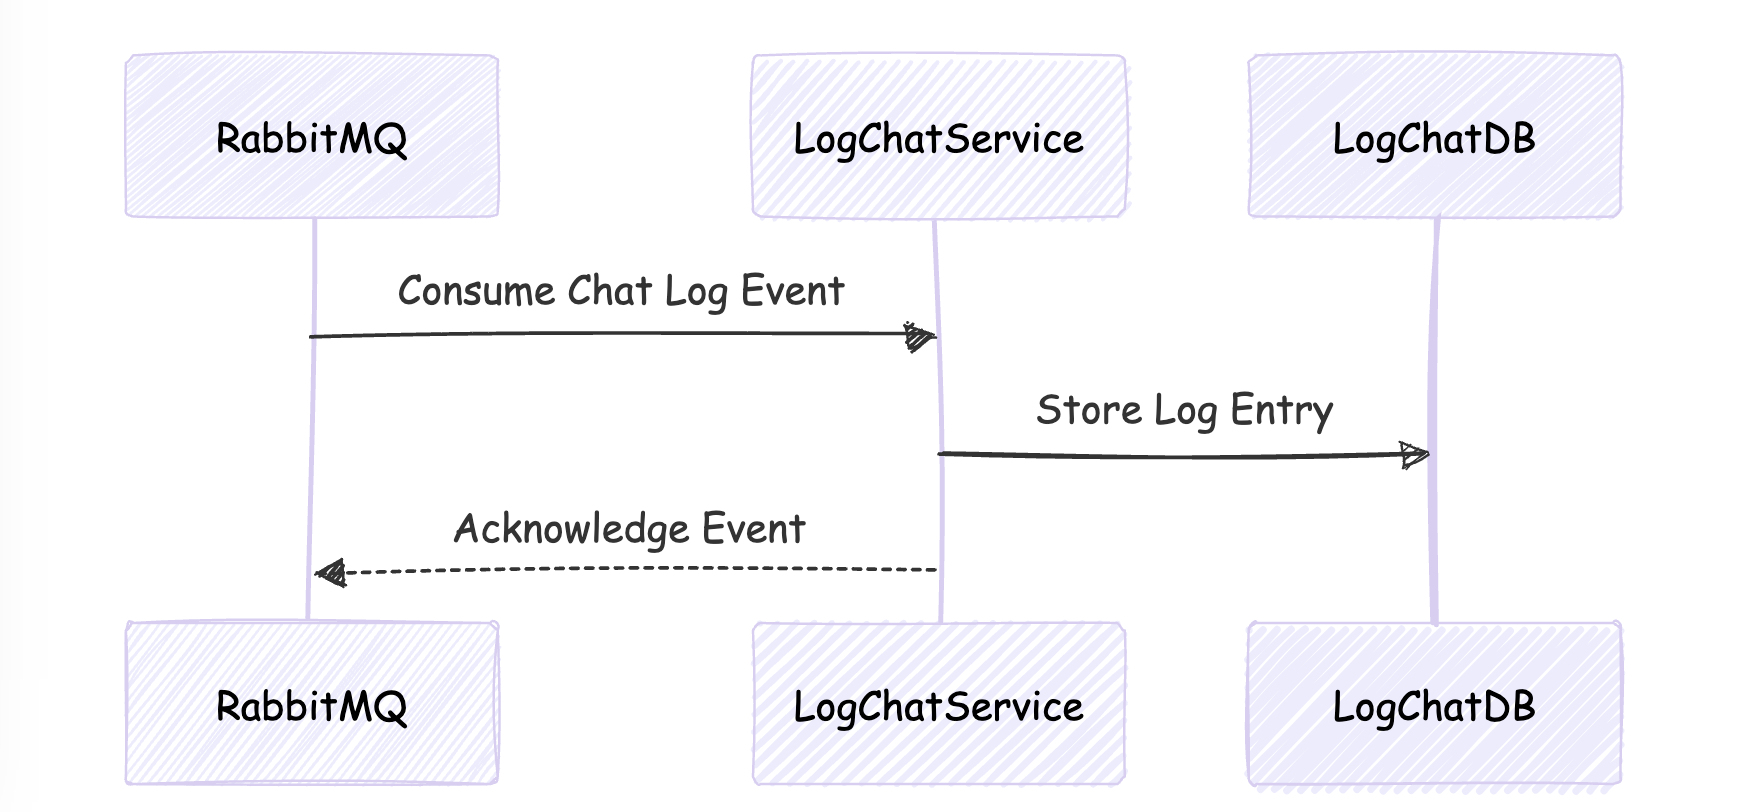 RabbitMQ
LogChatService
LogChatDB
Consume Chat Log Event
Store Log Entry
Acknowledge Event
RabbitMQ
LogChatService
LogChatDB